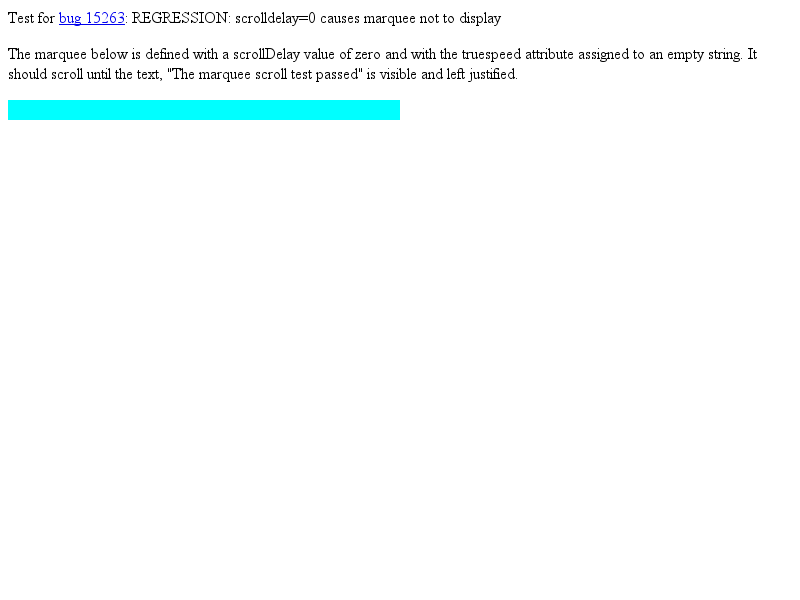 Test for bug 15263: REGRESSION: scrolldelay=0 causes marquee not to display
The marquee below is defined with a scrollDelay value of zero and with the truespeed attribute assigned to an empty string. It
should scroll until the text, "The marquee scroll test passed" is visible and left justified.